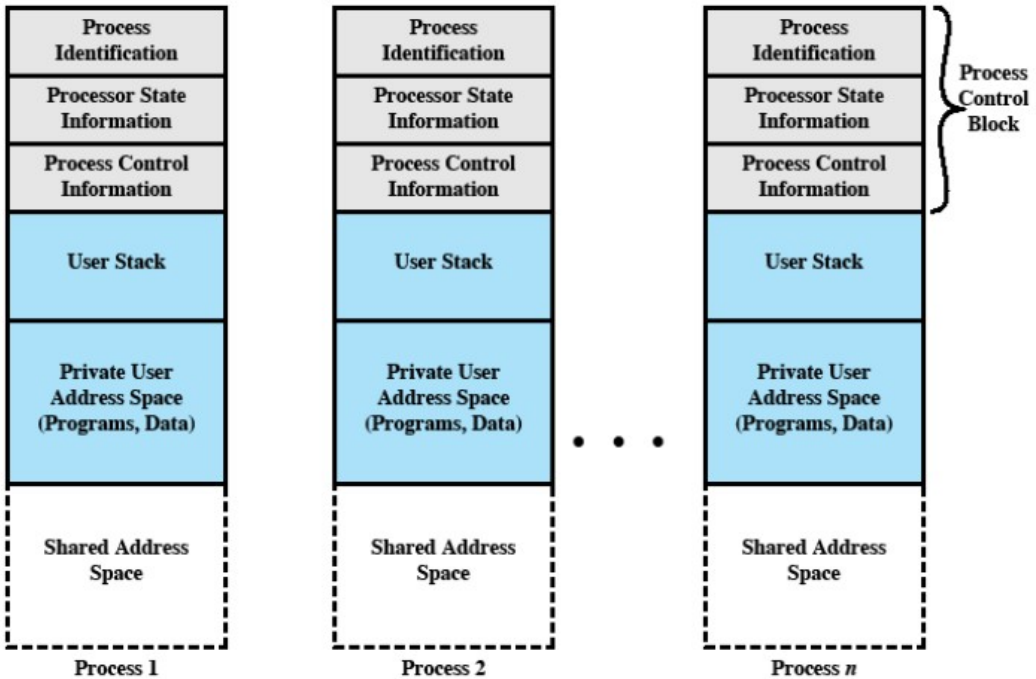 Process
Identification
Processor State
Information
Process Control
Information
User Stack
Private User
Address Space
(Programs, Data)
Shared Address
Space
Process 1
Process
Identification
Processor State
Information
Process Control
Information
User Stack
Private User
Address Space
(Programs, Data)
Shared Address
Space
Process 2
• • •
Process
Identification
Processor State
Information
Process Control
Information
User Stack
Private User
Address Space
(Programs, Data)
Shared Address
Space
Process n
Process
Control
Block